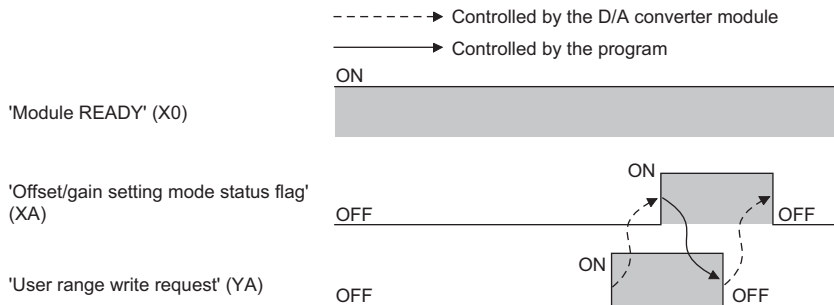 Controlled by the D/A converter module
Controlled by the program
ON
'Module READY' (X0)
ON
'Offset/gain setting mode status flag'
(XA)
OFF
OFF
ON
'User range write request' (YA)
OFF
OFF